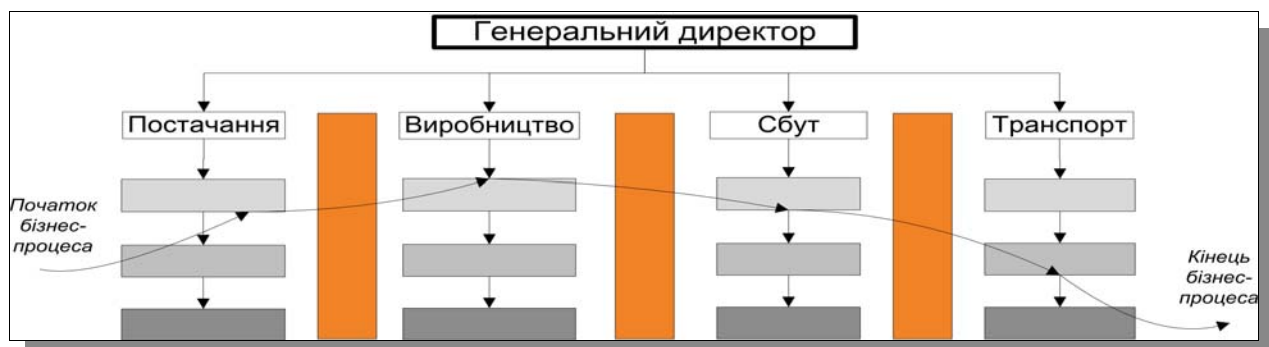 Генеральний директор
Постачання
Виробництво
Сбут
Транспорт
Початок
бізнес-
процеса
Кінець
бізнес-
процеса